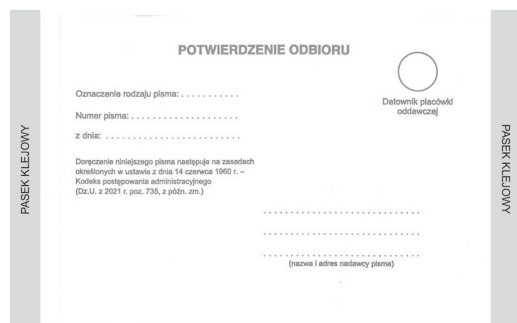 POTWIERDZENIE ODBIORU
Oznaczenie rodzaju pisma: . . . . . . . . . . .
Datownik placówki
oddawczej
Numer pisma: . . . . . . . . . . . . . . . . . . .
z dnia: . . . . . . . . . . . . . . . . . . . . . . . .
Doręczenie niniejszego pisma następuje na zasadach
określonych w ustawie z dnia 14 czerwca 1960 r. –
Kodeks postępowania administracyjnego
(Dz.U. z 2021 r. poz. 735, z późn. zm.)
. . . . . . . . . . . . . . . . . . . . . . . . . . . .
. . . . . . . . . . . . . . . . . . . . . . . . . . . .
. . . . . . . . . . . . . . . . . . . . . . . . . . . .
(nazwa i adres nadawcy pisma)
PASEK KLEJOWY
PASEK KLEJOWY